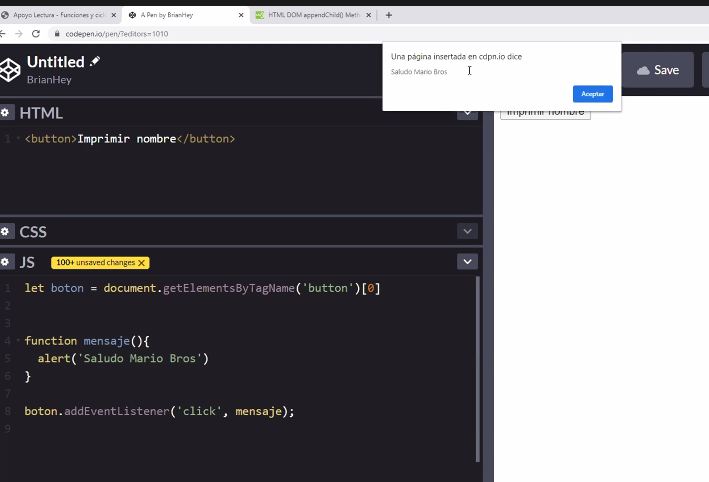 Apoyo Lectura - Funciones y cicl
A Pen by BrianHey
HTML DOM appendChild() Meth
codepen.io/pen/?editors=1010
Untitled
BrianHey
Una página insertada en cdpn.io dice
Saludo Mario Bros
Aceptar
Save
HTML
1 <button>Imprimir nombre</button>
Imprimir nombre
CSS
JS 100+ unsaved changes
1 let boton = document.getElementsByTagName('button')[0]
2
3
4 function mensaje(){
5 alert('Saludo Mario Bros')
6 }
7
8 boton.addEventListener('click', mensaje);
9